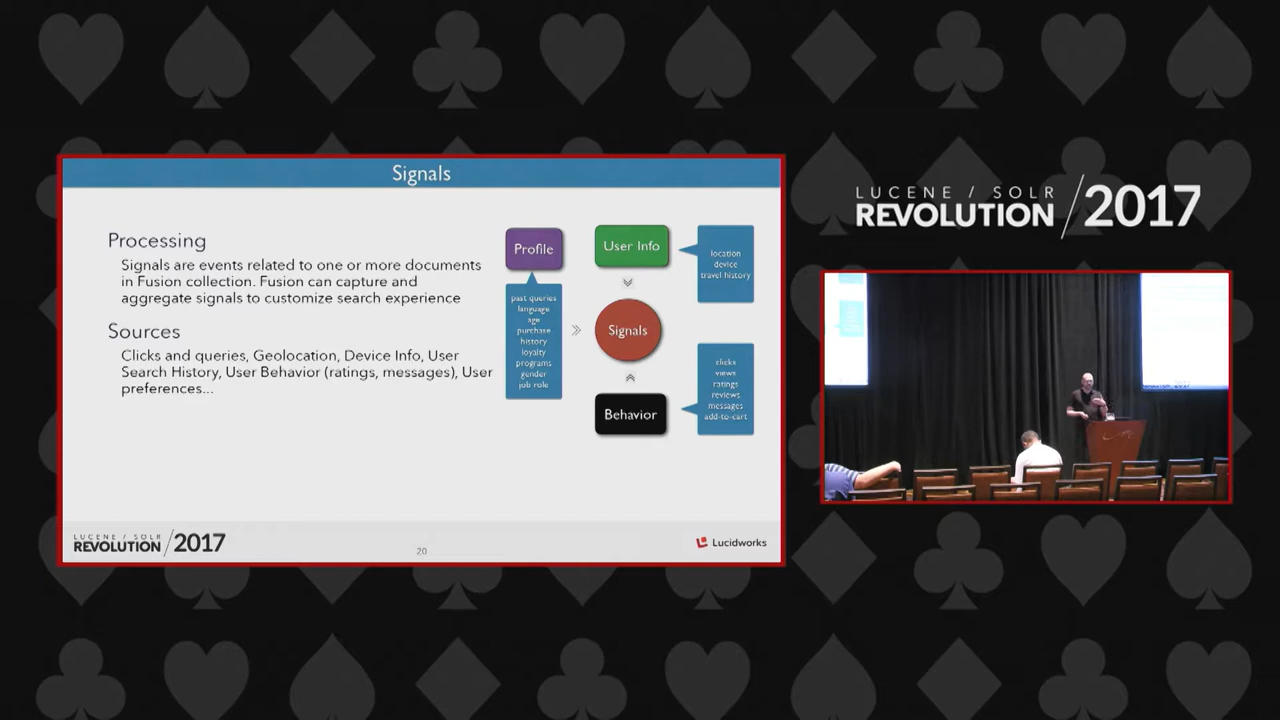 Signals
Processing
Signals are events related to one or more documents
in Fusion collection. Fusion can capture and
aggregate signals to customize search experience
Sources
Clicks and queries, Geolocation, Device Info, User
Search History, User Behavior (ratings, messages), User
preferences...
Profile
past queries
language
age
purchase
history
loyalty
programs
gender
job role
User Info
location
device
travel history
Signals
Behavior
clicks
views
ratings
reviews
messages
add-to-cart
LUCENE / SOLR
REVOLUTION/2017
20
Lucidworks
LUCENE / SOLR
REVOLUTION/2017